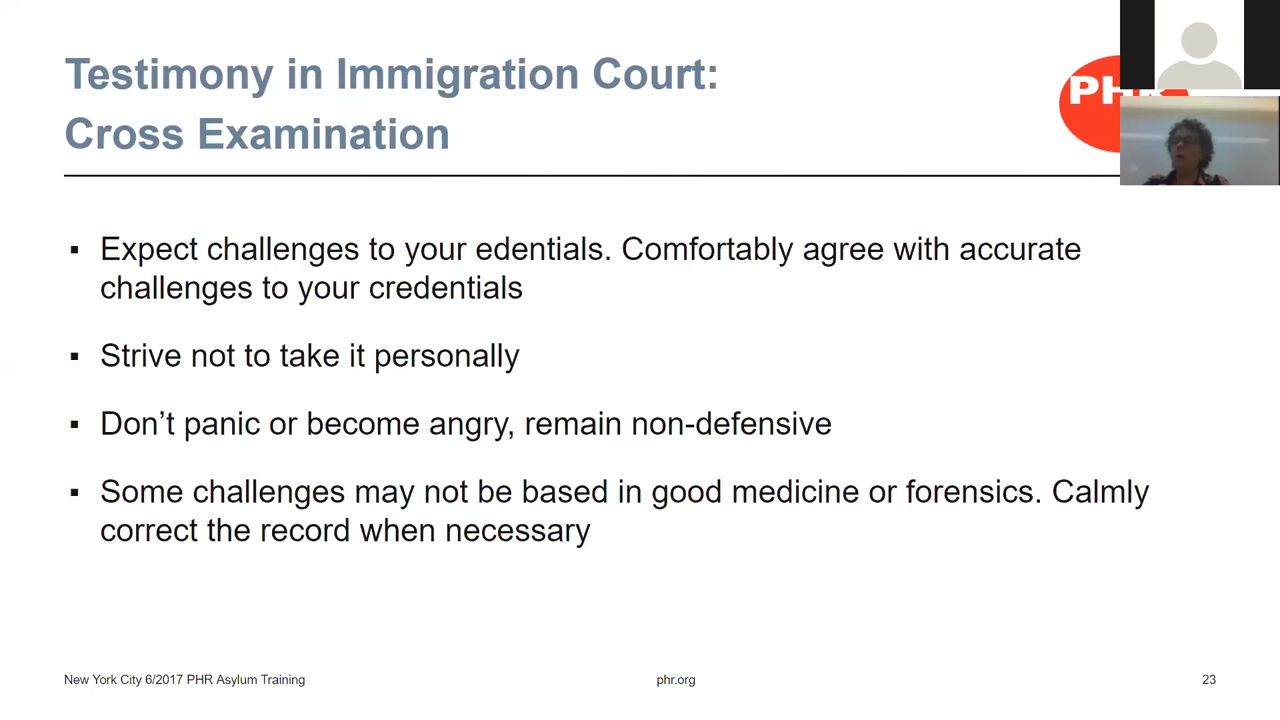 Testimony in Immigration Court:
Cross Examination
PHR
▪ Expect challenges to your edentials. Comfortably agree with accurate
challenges to your credentials
▪ Strive not to take it personally
▪ Don’t panic or become angry, remain non-defensive
▪ Some challenges may not be based in good medicine or forensics. Calmly
correct the record when necessary
New York City 6/2017 PHR Asylum Training
phr.org
23